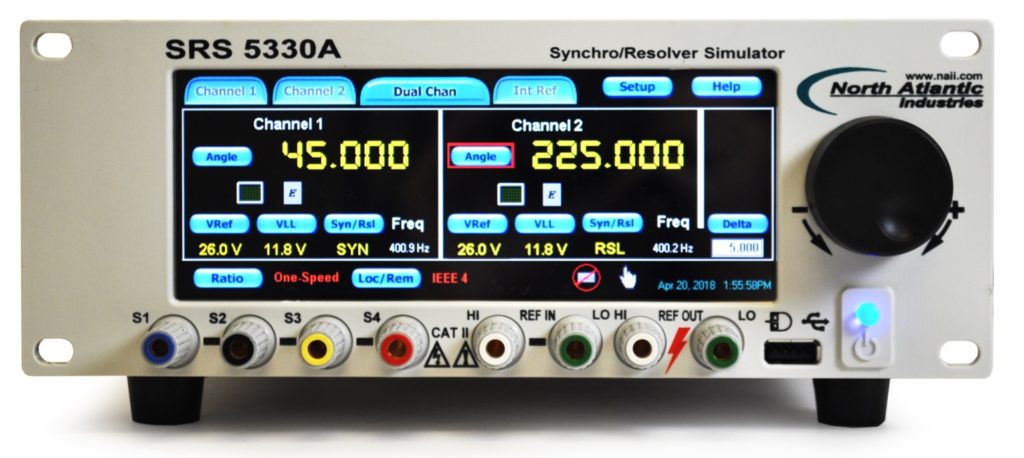 SRS 5330A
Synchro/Resolver Simulator
www.naii.com
North Atlantic
Industries
Channel 1 Channel 2 Dual Chan Int Ref Setup Help
Channel 1 Channel 2
Angle 45.000 Angle 225.000
E E
VRef VLL Syn/Rsl Freq VRef VLL Syn/Rsl Freq Delta
26.0 V 11.8 V SYN 400.9 Hz 26.0 V 11.8 V RSL 400.2 Hz 5.000
Ratio One-Speed Loc/Rem IEEE 4 Apr 20, 2018 1:55:58PM
- +
S1 S2 S3 S4 CAT II HI REF IN LO HI REF OUT LO